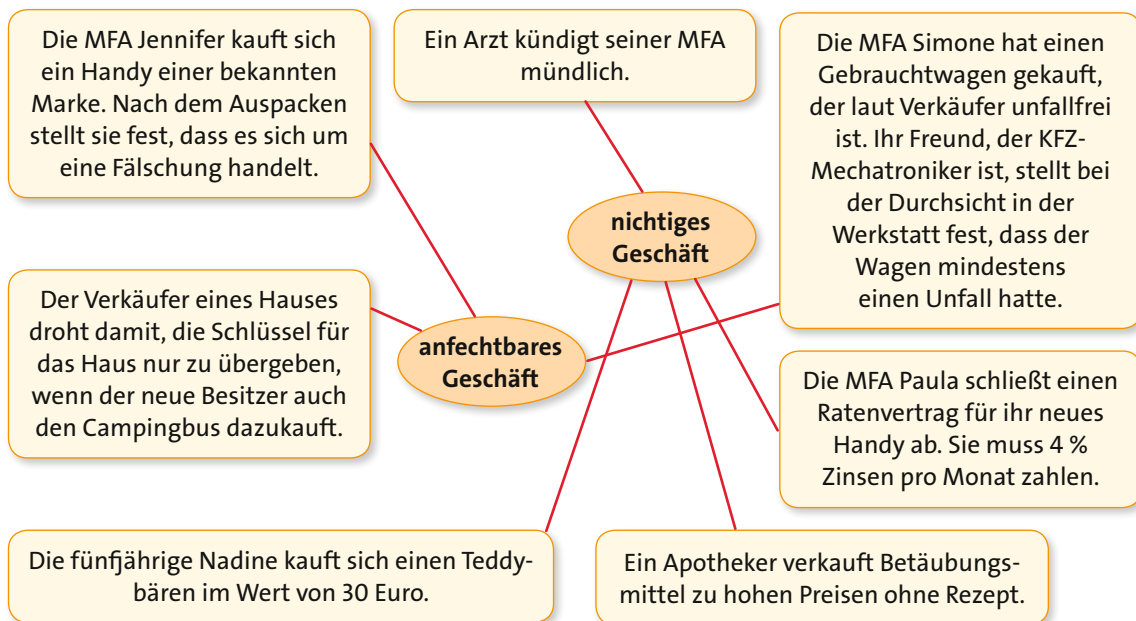 Die MFA Jennifer kauft sich
ein Handy einer bekannten
Marke. Nach dem Auspacken
stellt sie fest, dass es sich um
eine Fälschung handelt.
Ein Arzt kündigt seiner MFA
mündlich.
Die MFA Simone hat einen
Gebrauchtwagen gekauft,
der laut Verkäufer unfallfrei
ist. Ihr Freund, der KFZ-
Mechatroniker ist, stellt bei
der Durchsicht in der
Werkstatt fest, dass der
Wagen mindestens
einen Unfall hatte.
nichtiges
Geschäft
Der Verkäufer eines Hauses
droht damit, die Schlüssel für
das Haus nur zu übergeben,
wenn der neue Besitzer auch
den Campingbus dazukauft.
anfechtbares
Geschäft
Die MFA Paula schließt einen
Ratenvertrag für ihr neues
Handy ab. Sie muss 4 %
Zinsen pro Monat zahlen.
Die fünfjährige Nadine kauft sich einen Teddy-
bären im Wert von 30 Euro.
Ein Apotheker verkauft Betäubungs-
mittel zu hohen Preisen ohne Rezept.